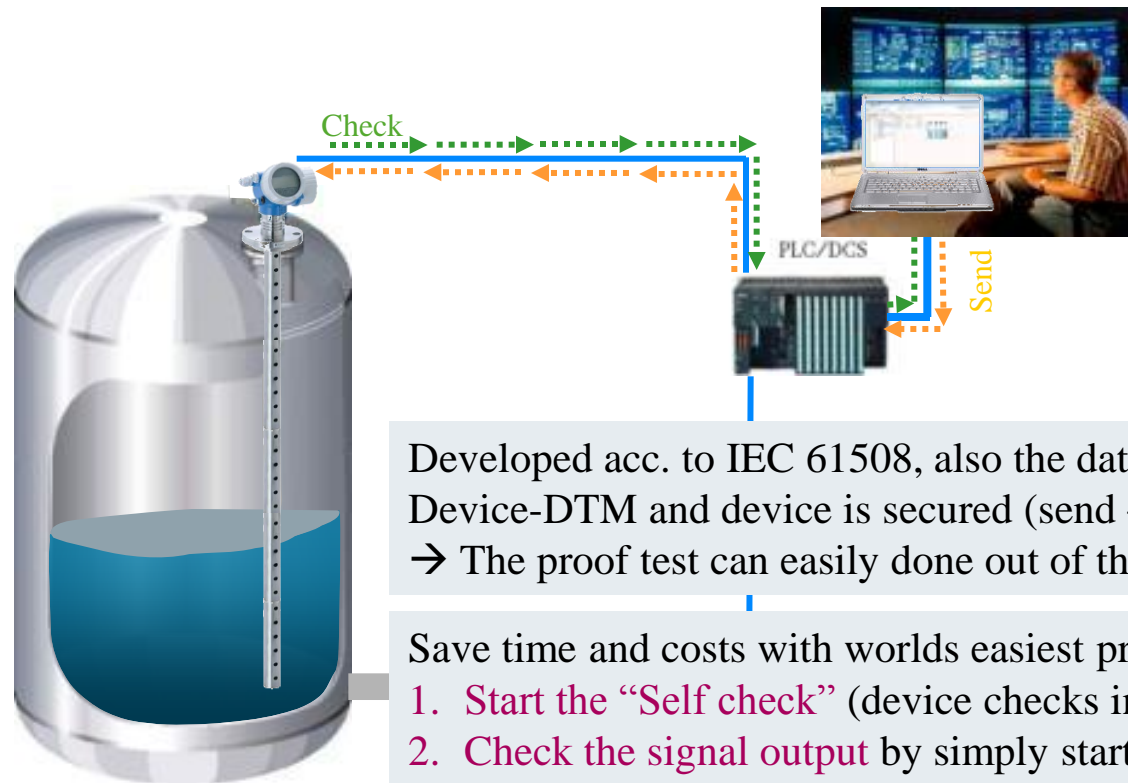 Check
PLC/DCS
Send
Developed acc. to IEC 61508, also the dat
Device-DTM and device is secured (send
→ The proof test can easily done out of th
Save time and costs with worlds easiest pr
1. Start the “Self check” (device checks in
2. Check the signal output by simply start